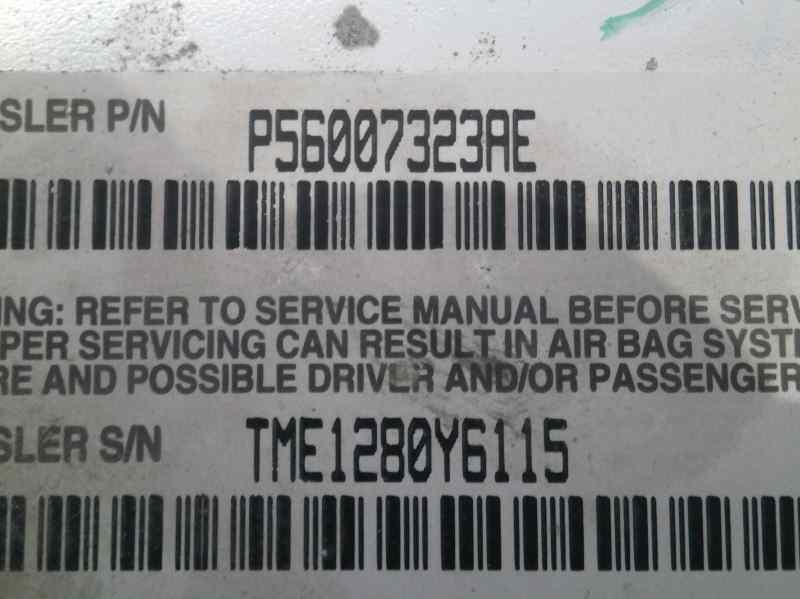 SLER P/N P56007323AE
NG: REFER TO SERVICE MANUAL BEFORE SERV
PER SERVICING CAN RESULT IN AIR BAG SYST
RE AND POSSIBLE DRIVER AND/OR PASSENGER
SLER S/N TME1280Y6115